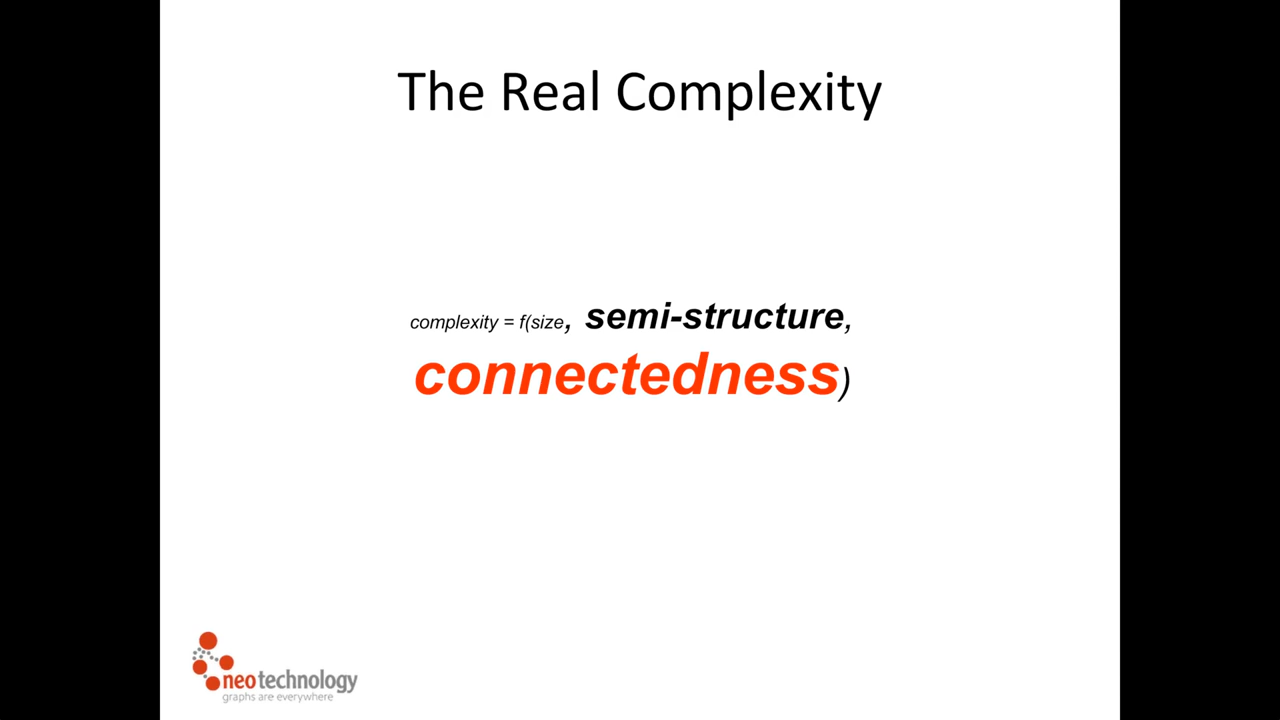 The Real Complexity
complexity = f(size, semi-structure,
connectedness)
neotechnology
graphs are everywhere